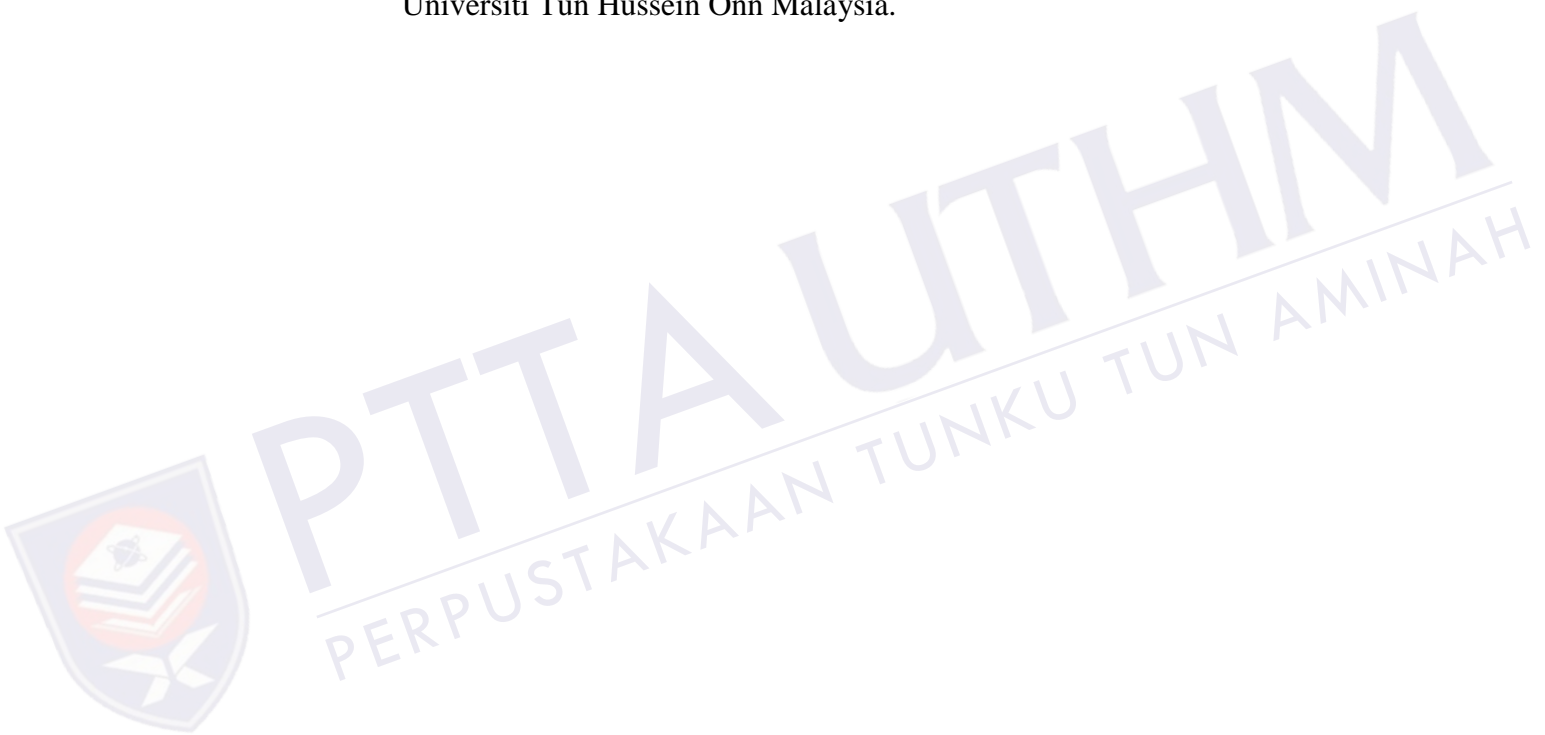 Universiti Tun Hussein Onn Malaysia.
PTTA UTHM
PERPUSTAKAAN TUNKU TUN AMINAH